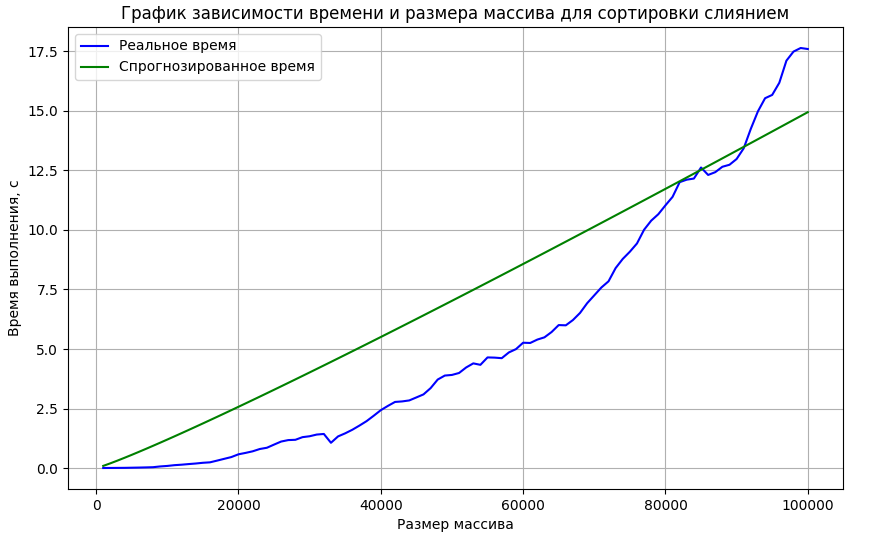 График зависимости времени и размера массива для сортировки слиянием
Реальное время
Спрогнозированное время
17.5
15.0
12.5
10.0
7.5
5.0
2.5
0.0
Время выполнения, с
0
20000
40000
60000
80000
100000
Размер массива